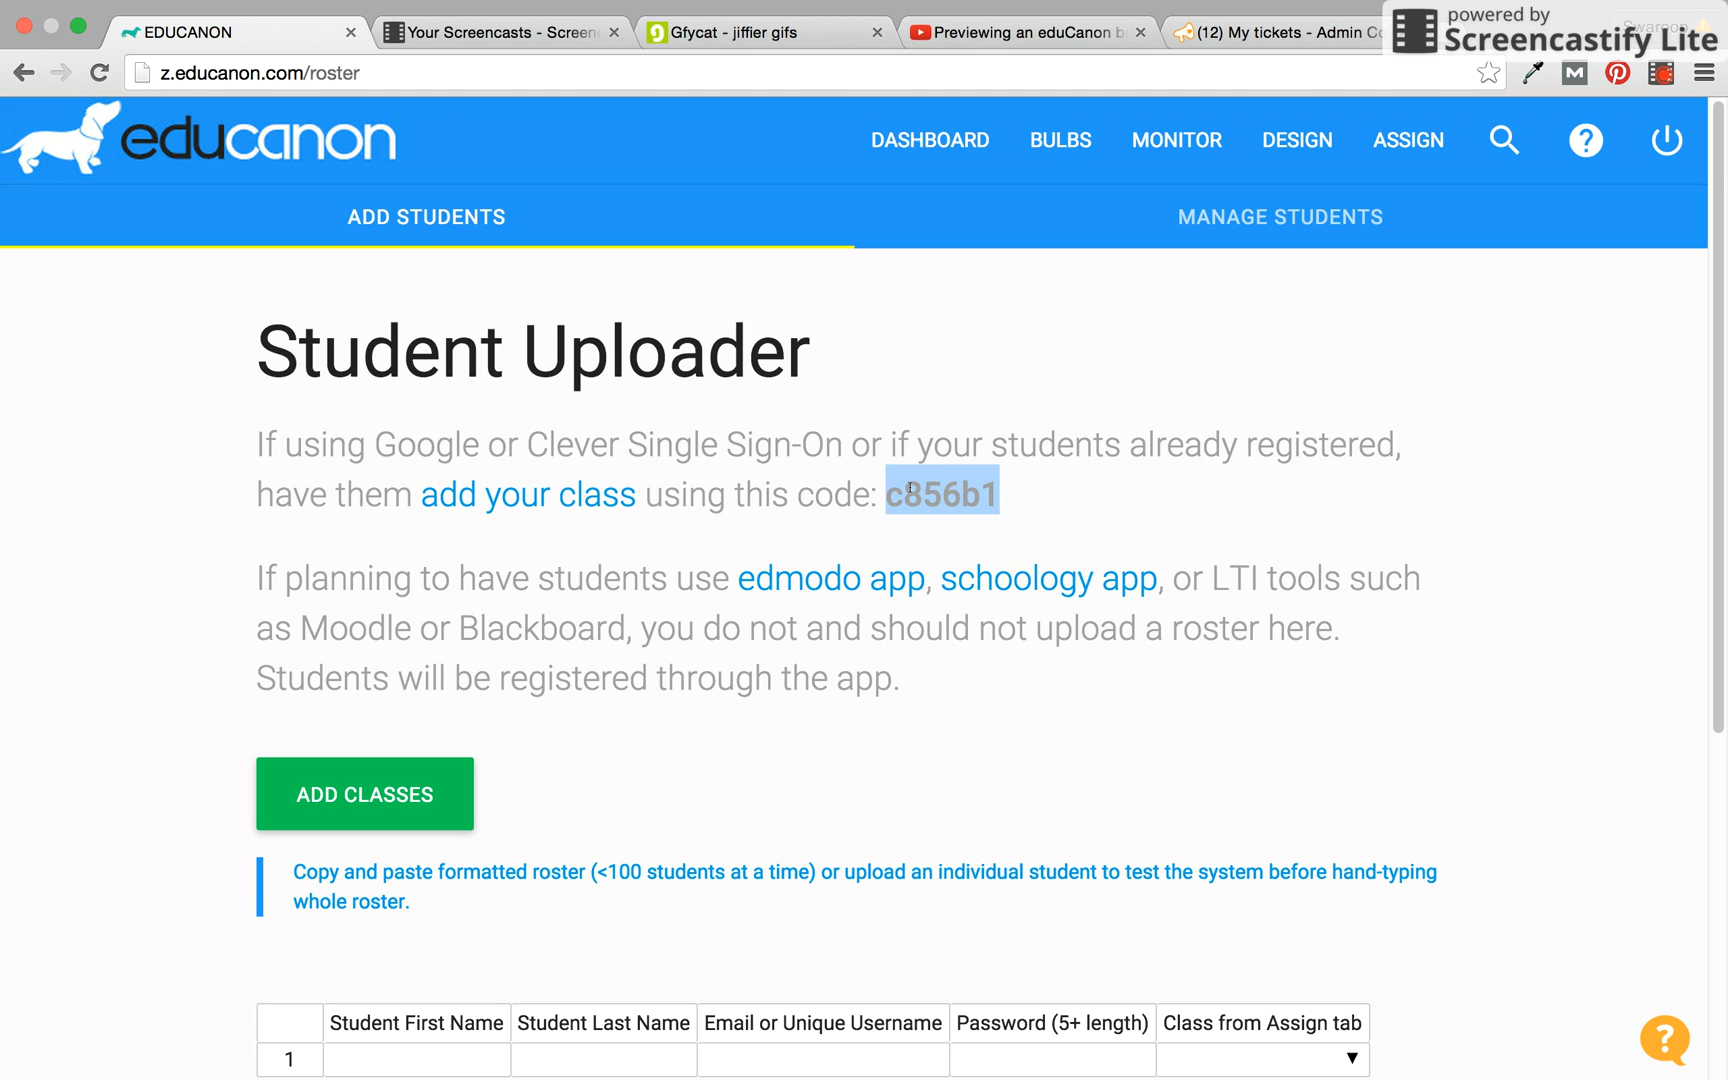 EDUCANON
Your Screencasts - Screen
Gfycat - jiffier gifs
Previewing an eduCanon b
(12) My tickets - Admin Co
powered by
Screencastify Lite
Swaroop
z.educanon.com/roster
educanon
DASHBOARD
BULBS
MONITOR
DESIGN
ASSIGN
ADD STUDENTS
MANAGE STUDENTS
Student Uploader
If using Google or Clever Single Sign-On or if your students already registered,
have them add your class using this code: c856b1
If planning to have students use edmodo app, schoology app, or LTI tools such
as Moodle or Blackboard, you do not and should not upload a roster here.
Students will be registered through the app.
ADD CLASSES
Copy and paste formatted roster (<100 students at a time) or upload an individual student to test the system before hand-typing
whole roster.
Student First Name
Student Last Name
Email or Unique Username
Password (5+ length)
Class from Assign tab
1